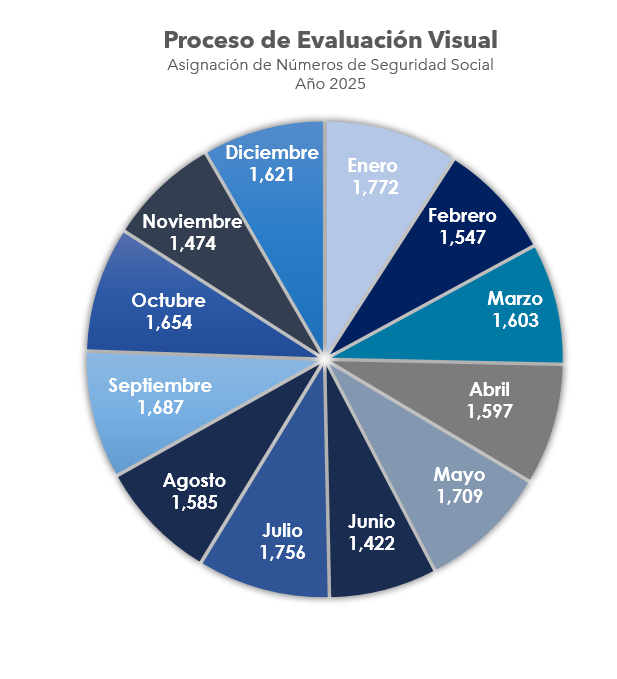 Proceso de Evaluación Visual
Asignación de Números de Seguridad Social
Año 2025
Enero
1,772
Febrero
1,547
Marzo
1,603
Abril
1,597
Mayo
1,709
Junio
1,422
Julio
1,756
Agosto
1,585
Septiembre
1,687
Octubre
1,654
Noviembre
1,474
Diciembre
1,621